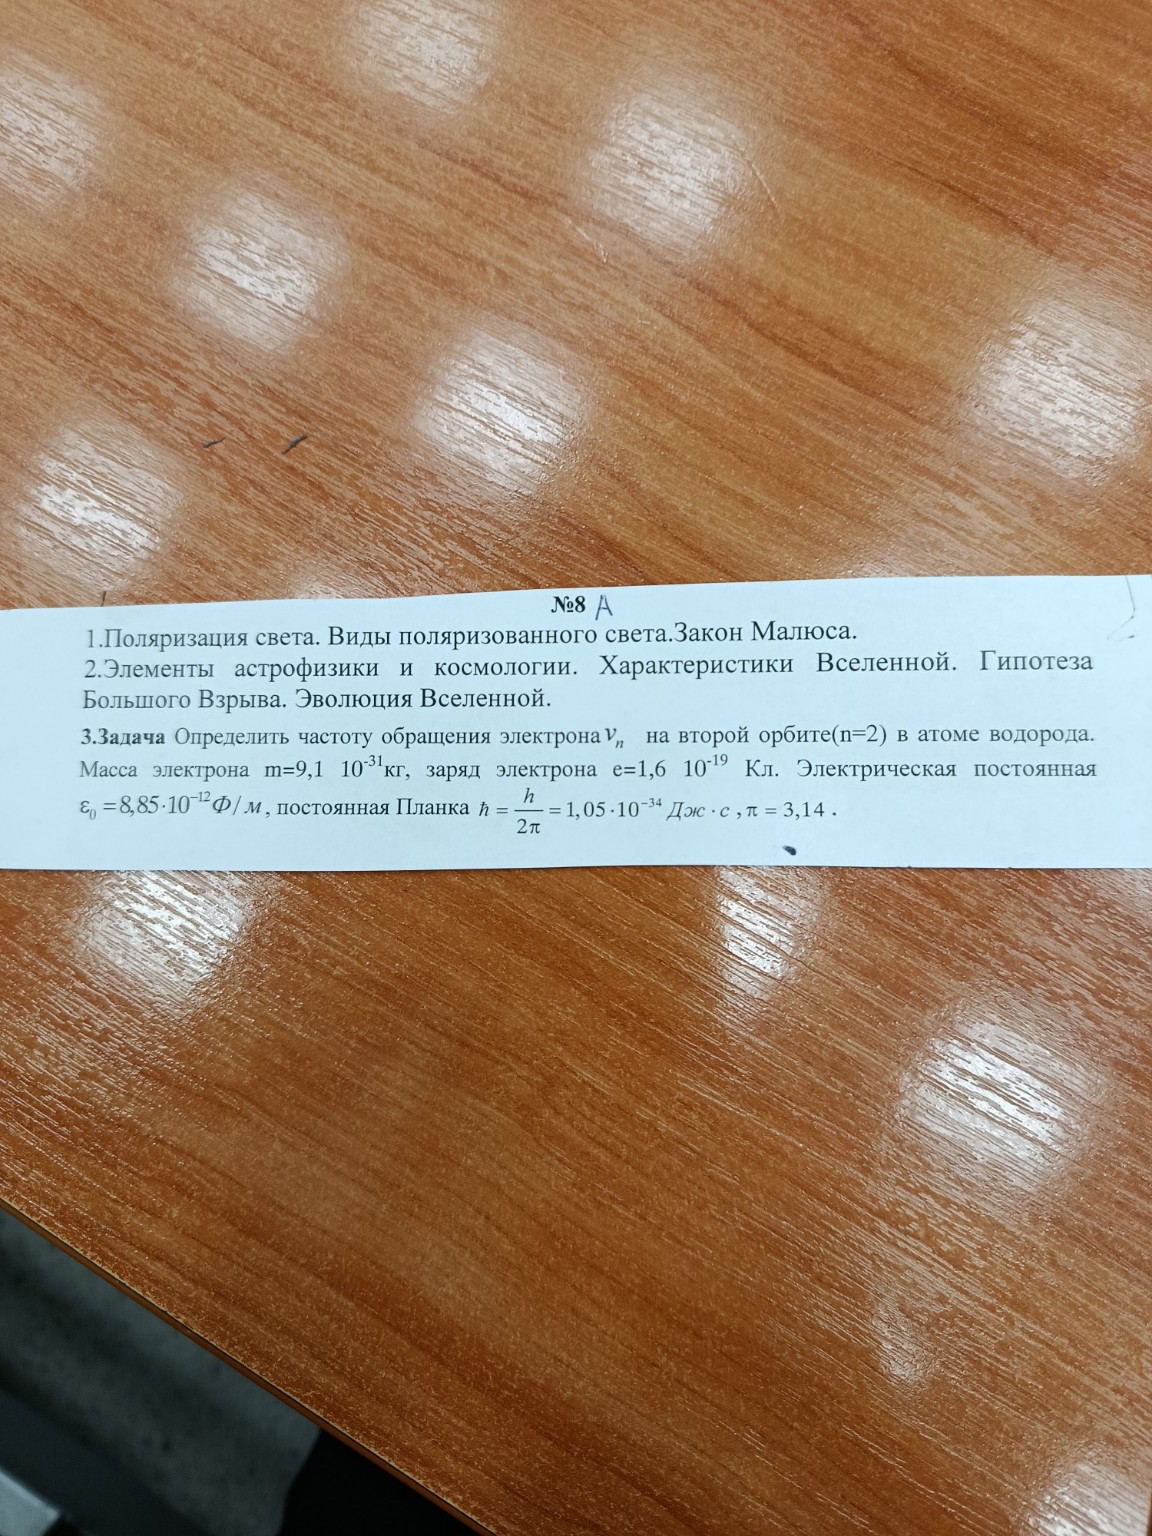 №8 А
1.Поляризация света. Виды поляризованного света.Закон Малюса.
2.Элементы астрофизики и космологии. Характеристики Вселенной. Гипотеза
Большого Взрыва. Эволюция Вселенной.
3.Задача Определить частоту обращения электрона νₙ на второй орбите(n=2) в атоме водорода.
Масса электрона m=9,1 10⁻³¹кг, заряд электрона e=1,6 10⁻¹⁹ Кл. Электрическая постоянная
ε₀ =8,85·10⁻¹²Ф/м, постоянная Планка ħ = h/2π = 1,05·10⁻³⁴ Дж·с, π = 3,14.